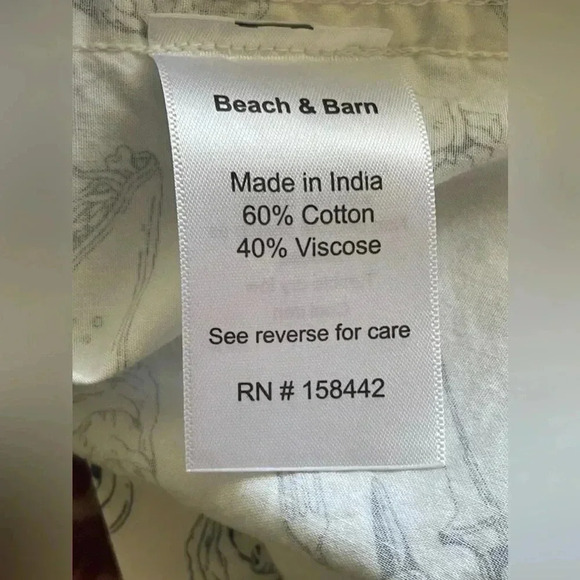 Beach & Barn
Made in India
60% Cotton
40% Viscose
See reverse for care
RN # 158442